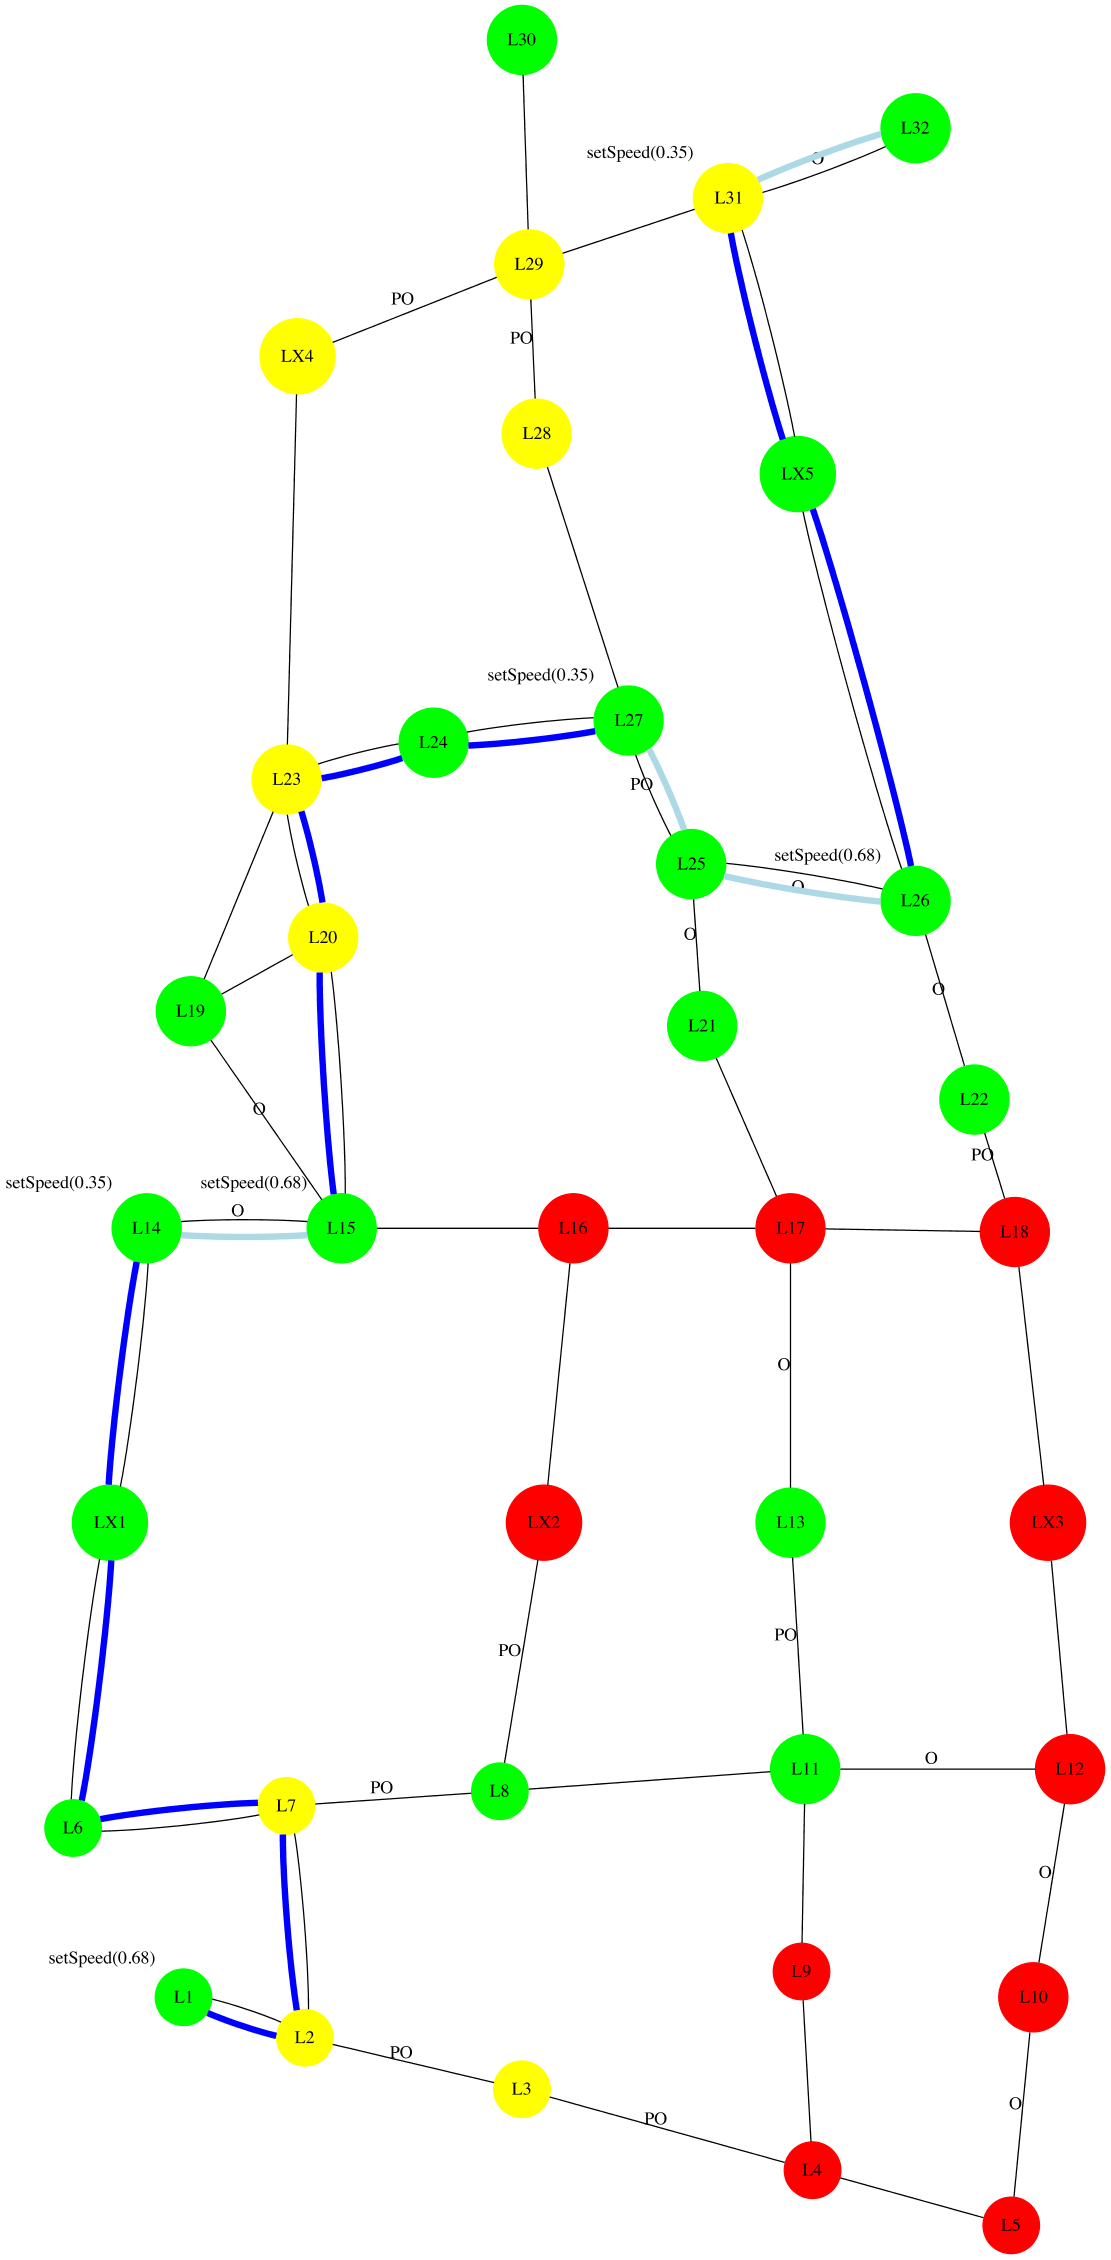 L30
L32
O
setSpeed(0.35)
L31
L29
PO
PO
LX4
L28
LX5
setSpeed(0.35)
L27
L24
L23
PO
setSpeed(0.68)
L25
O
L26
O
L20
O
L19
L21
L22
O
PO
setSpeed(0.35)
setSpeed(0.68)
O
L14
L15
L16
L17
L18
O
LX1
LX2
L13
LX3
PO
PO
L11
O
L12
PO
L8
L7
L6
O
setSpeed(0.68)
L9
L1
L10
L2
PO
L3
O
PO
L4
L5